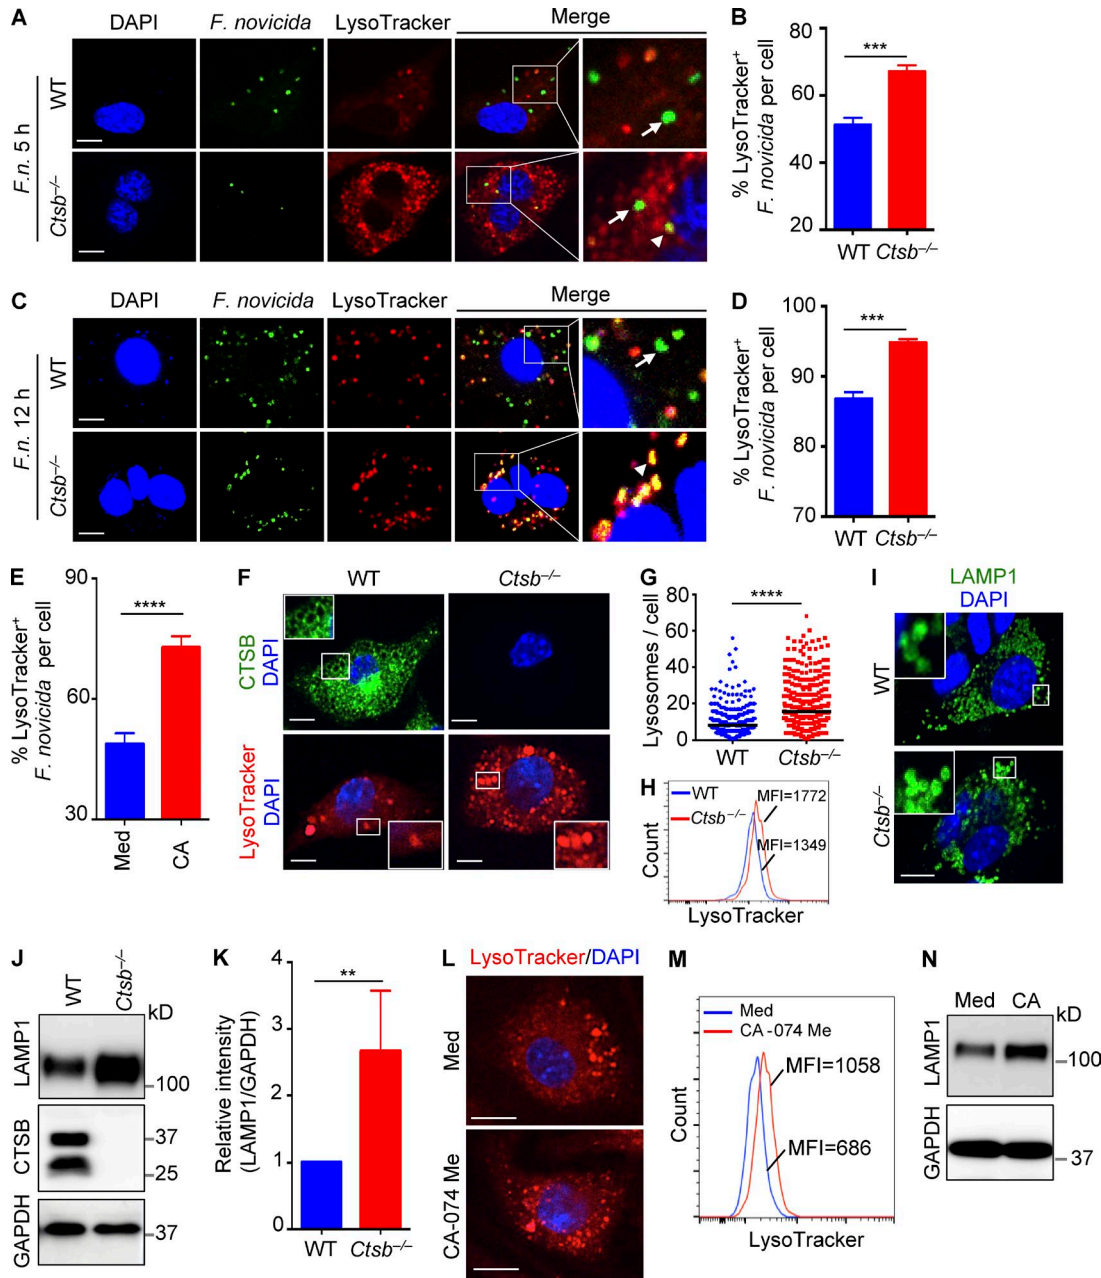 A
DAPI
F. novicida
LysoTracker
Merge
F.n. 5 h
WT
Ctsb–/–
B
% LysoTracker+
F. novicida per cell
80
60
40
20
***
WT
Ctsb–/–
C
DAPI
F. novicida
LysoTracker
Merge
F.n. 12 h
WT
Ctsb–/–
D
% LysoTracker+
F. novicida per cell
100
90
80
70
***
WT
Ctsb–/–
E
% LysoTracker+
F. novicida per cell
90
60
30
****
Med
CA
F
WT
Ctsb–/–
CTSB
DAPI
LysoTracker
DAPI
G
Lysosomes / cell
80
60
40
20
0
****
WT
Ctsb–/–
H
WT
Ctsb–/–
MFI=1772
MFI=1349
Count
LysoTracker
I
LAMP1
DAPI
WT
Ctsb–/–
J
WT
Ctsb–/–
kD
LAMP1
100
CTSB
37
25
GAPDH
37
K
Relative intensity
(LAMP1/GAPDH)
4
3
2
1
0
**
WT
Ctsb–/–
L
LysoTracker/DAPI
Med
CA-074 Me
M
Med
CA -074 Me
MFI=1058
MFI=686
Count
LysoTracker
N
Med
CA
kD
LAMP1
100
GAPDH
37